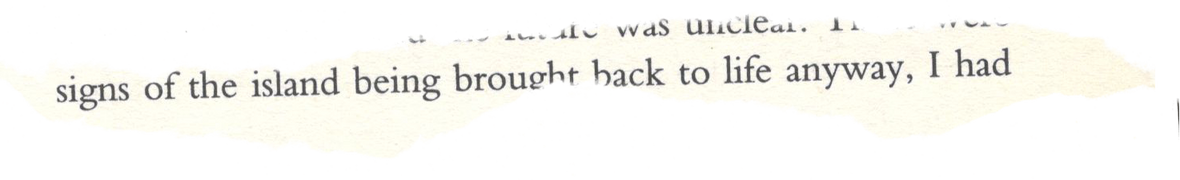 was unclear.
signs of the island being brought back to life anyway, I had